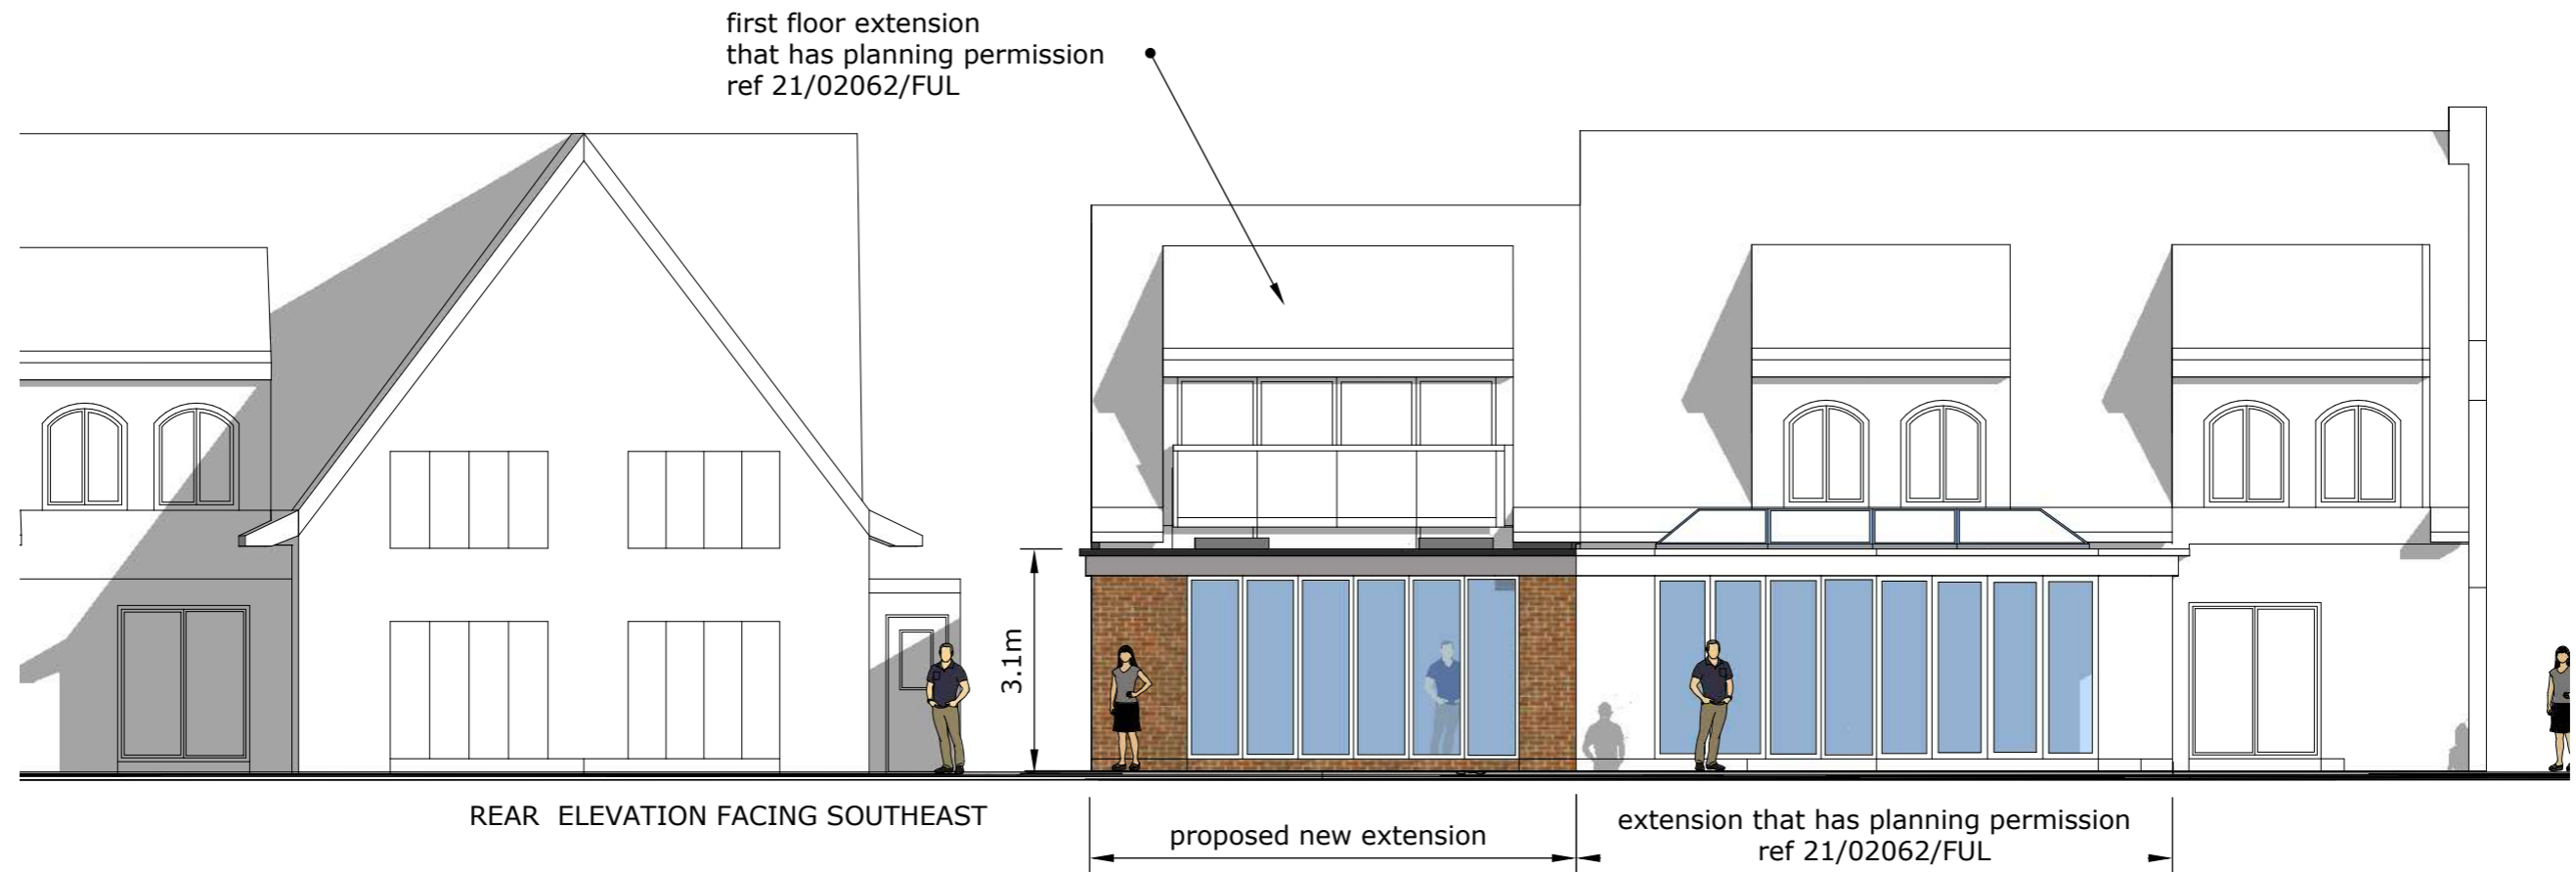 first floor extension
that has planning permission
ref 21/02062/FUL
3.1m
REAR ELEVATION FACING SOUTHEAST
proposed new extension
extension that has planning permission
ref 21/02062/FUL